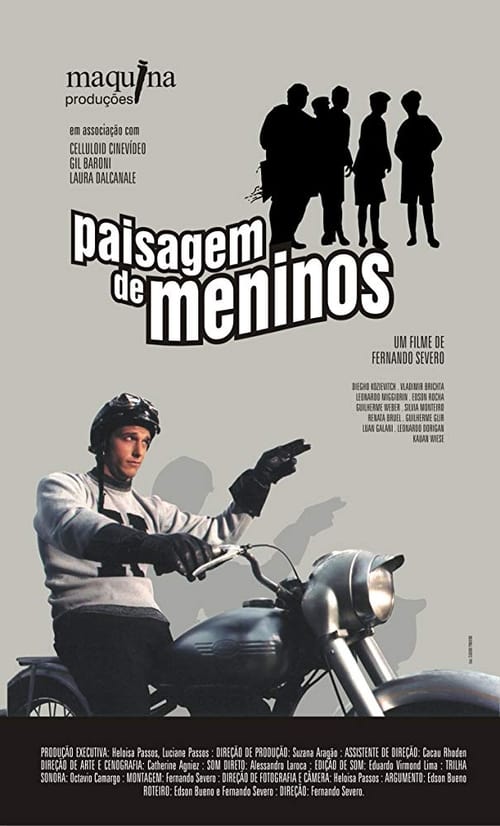 maquina
produções
em associação com
CELLULOID CINEVÍDEO
GIL BARONI
LAURA DALCANALE
paisagem
de meninos
UM FILME DE
FERNANDO SEVERO
DIEGHO KOZIEVITCH . VLADIMIR BRICHTA
LEONARDO MIGGIORIN . EDSON ROCHA
GUILHERME WEBER . SILVIA MONTEIRO
RENATA BRUEL . GUILHERME GLIR
LUAN GALANI . LEONARDO DORIGAN
KAUAN WIESE
R
PRODUÇÃO EXECUTIVA: Heloisa Passos, Luciane Passos : DIREÇÃO DE PRODUÇÃO: Suzana Aragão : ASSISTENTE DE DIREÇÃO: Cacau Rhoden
DIREÇÃO DE ARTE E CENOGRAFIA: Catherine Agniez : SOM DIRETO: Alessandro Laroca : EDIÇÃO DE SOM: Eduardo Virmond Lima : TRILHA
SONORA: Octavio Camargo : MONTAGEM: Fernando Severo : DIREÇÃO DE FOTOGRAFIA E CÂMERA: Heloisa Passos : ARGUMENTO: Edson Bueno
ROTEIRO: Edson Bueno e Fernando Severo : DIREÇÃO: Fernando Severo.